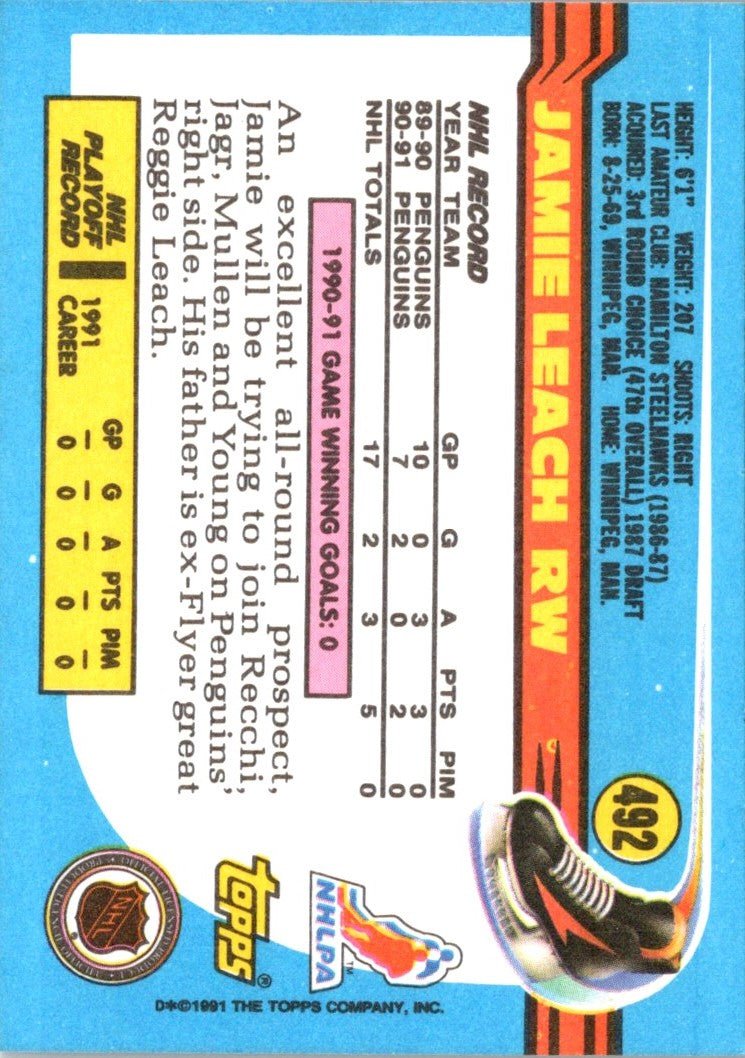 492
HEIGHT: 6'1" WEIGHT: 207 SHOOTS: RIGHT
LAST AMATEUR CLUB: HAMILTON STEELHAWKS (1986-87)
ACQUIRED: 3rd ROUND CHOICE (47th OVERALL) 1987 DRAFT
BORN: 8-25-69, WINNIPEG, MAN. HOME: WINNIPEG, MAN.
JAMIE LEACH RW
NHL RECORD
YEAR TEAM GP G A PTS PIM
89-90 PENGUINS 10 0 3 3 0
90-91 PENGUINS 7 2 0 2 0
NHL TOTALS 17 2 3 5 0
1990-91 GAME WINNING GOALS: 0
An excellent all-round prospect,
Jamie will be trying to join Recchi,
Jagr, Mullen and Young on Penguins'
right side. His father is ex-Flyer great
Reggie Leach.
NHL PLAYOFF RECORD
GP G A PTS PIM
1991 – – – – –
CAREER 0 0 0 0 0
NHLPA™
topps®
NHL
®
D*©1991 THE TOPPS COMPANY, INC.